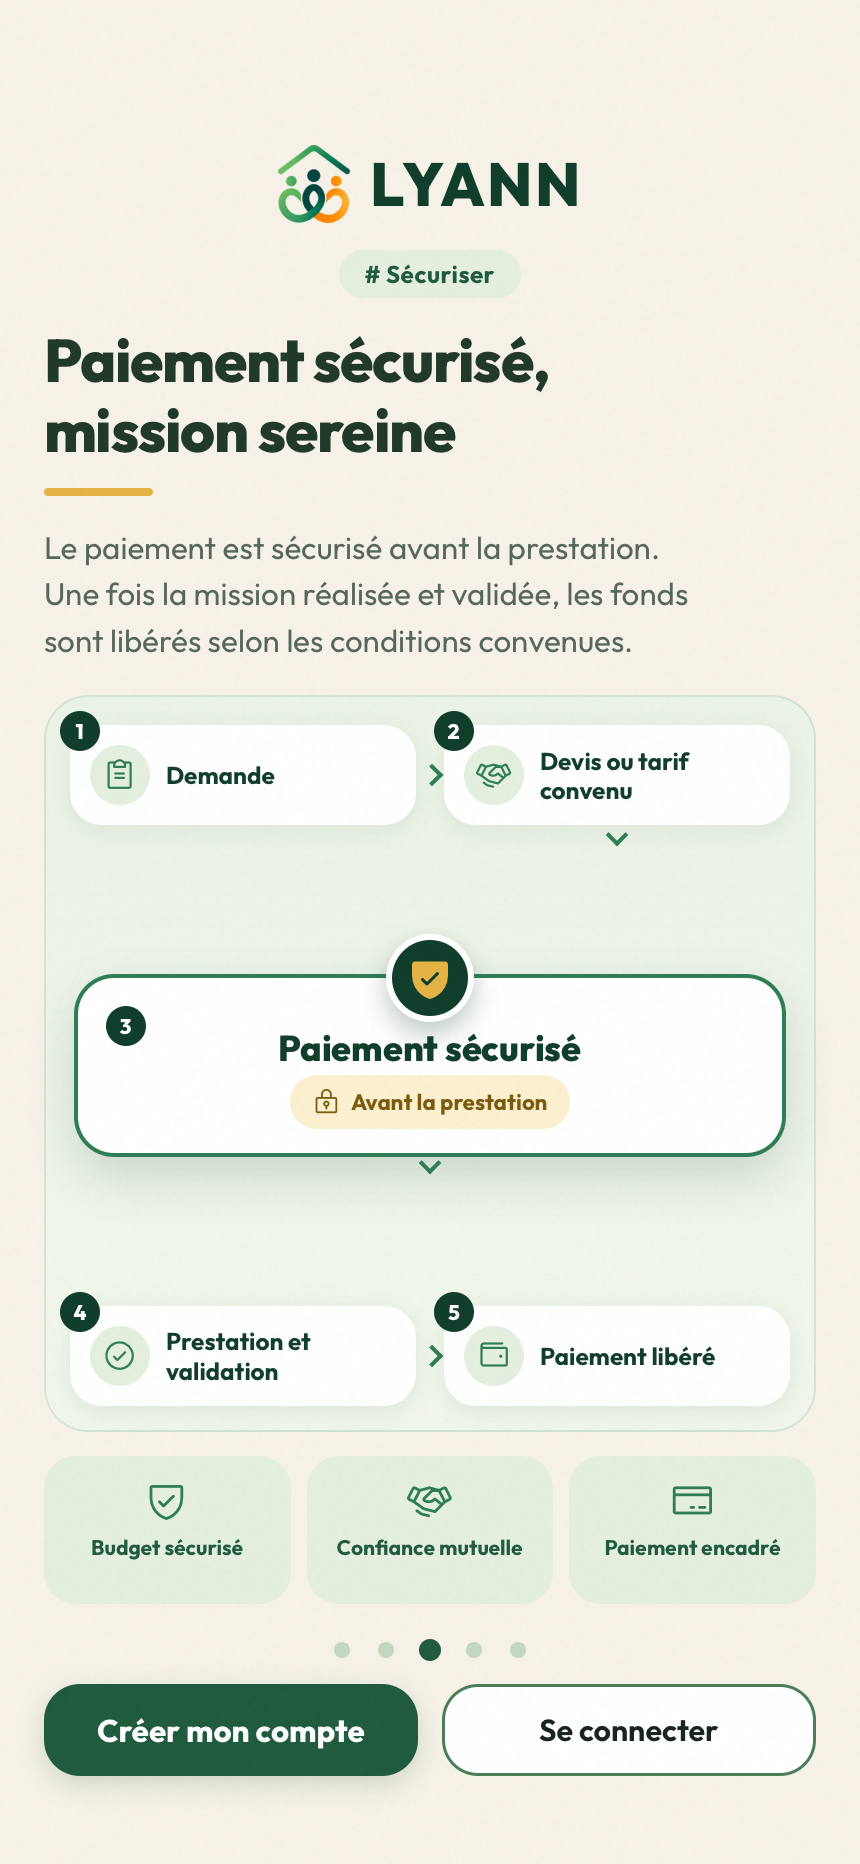 LYANN
# Sécuriser
Paiement sécurisé,
mission sereine
Le paiement est sécurisé avant la prestation.
Une fois la mission réalisée et validée, les fonds
sont libérés selon les conditions convenues.
1
Demande
2
Devis ou tarif
convenu
3
Paiement sécurisé
Avant la prestation
4
Prestation et
validation
5
Paiement libéré
Budget sécurisé
Confiance mutuelle
Paiement encadré
Créer mon compte
Se connecter